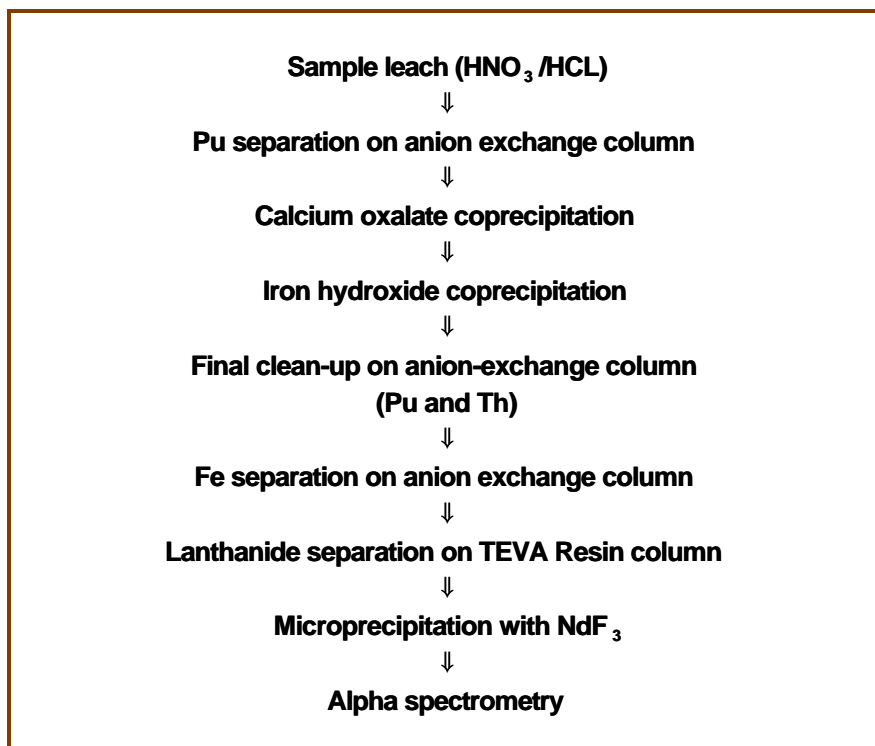 Sample leach (HNO₃ /HCL)
⇓
Pu separation on anion exchange column
⇓
Calcium oxalate coprecipitation
⇓
Iron hydroxide coprecipitation
⇓
Final clean-up on anion-exchange column
(Pu and Th)
⇓
Fe separation on anion exchange column
⇓
Lanthanide separation on TEVA Resin column
⇓
Microprecipitation with NdF₃
⇓
Alpha spectrometry